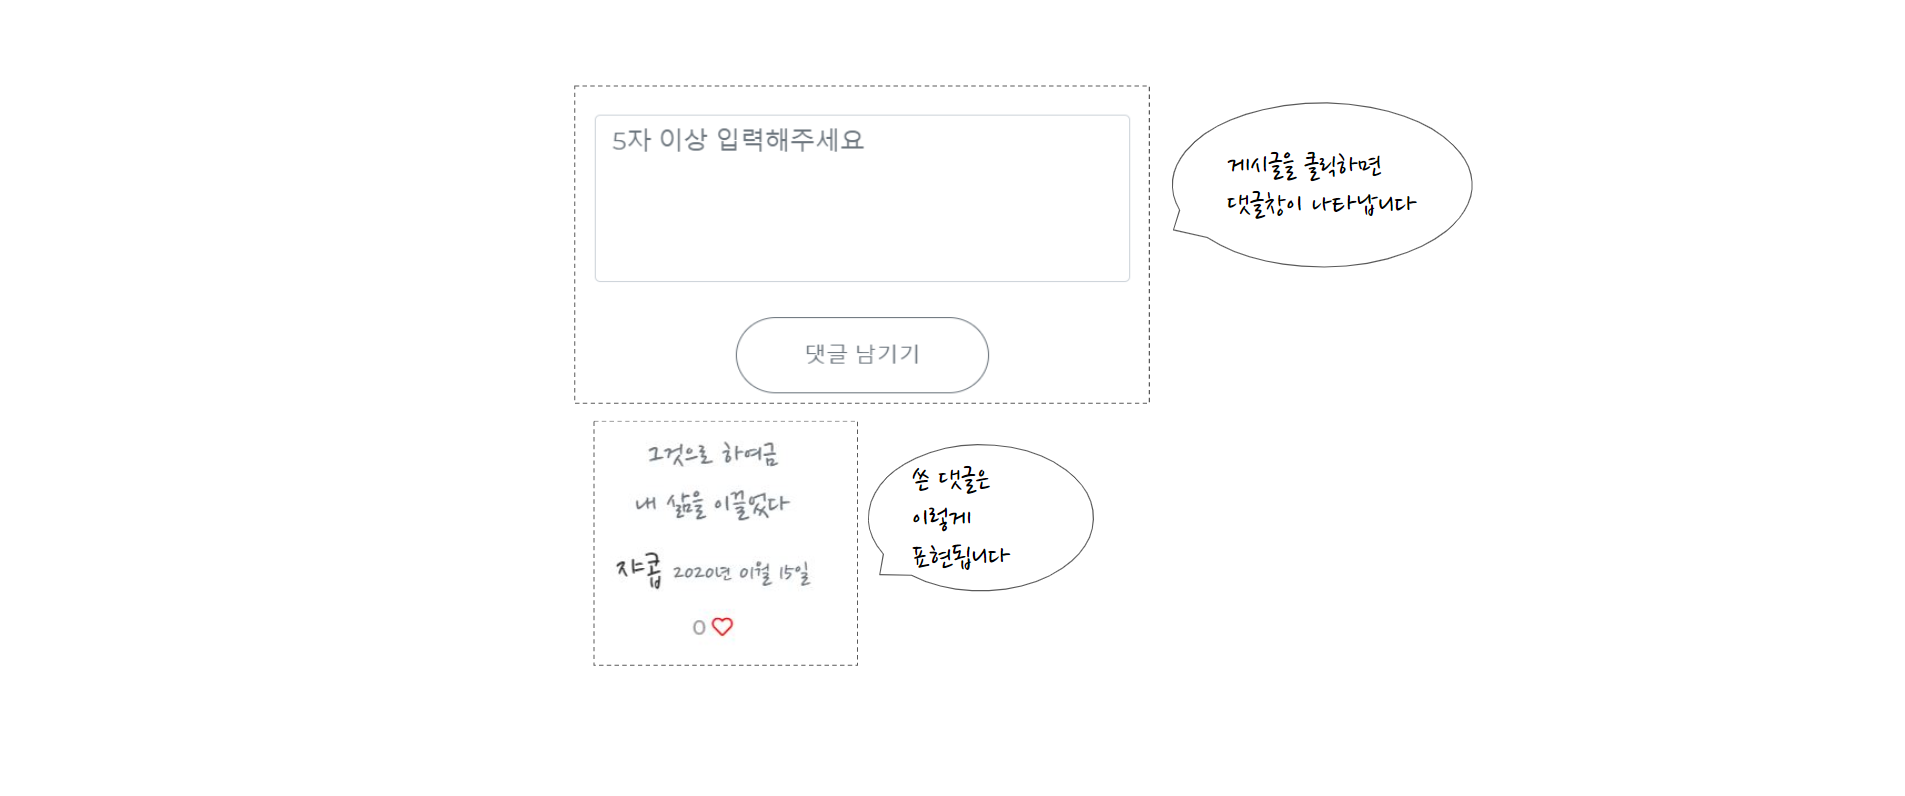 5자 이상 입력해주세요
게시글을 클릭하면
댓글창이 나타납니다
댓글 남기기
그것으로 하여금
내 삶을 이끌었다
쟈콥 2020년 01월 15일
0
쓴 댓글은
이렇게
표현됩니다